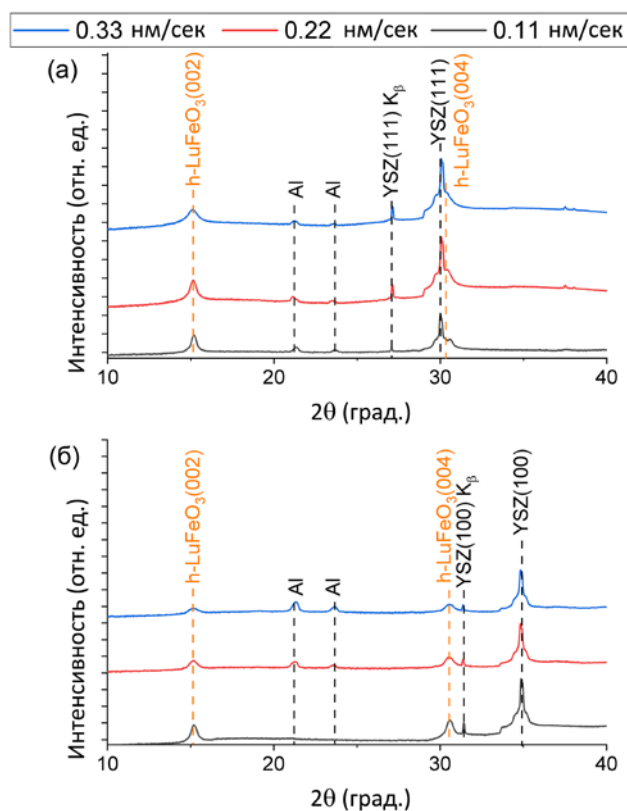 0.33 нм/сек 0.22 нм/сек 0.11 нм/сек
(а)
Интенсивность (отн. ед.)
h-LuFeO3(002)
Al
Al
YSZ(111) Kβ
YSZ(111)
h-LuFeO3(004)
10 20 30 40
2θ (град.)
(б)
Интенсивность (отн. ед.)
h-LuFeO3(002)
Al
Al
h-LuFeO3(004)
YSZ(100) Kβ
YSZ(100)
10 20 30 40
2θ (град.)